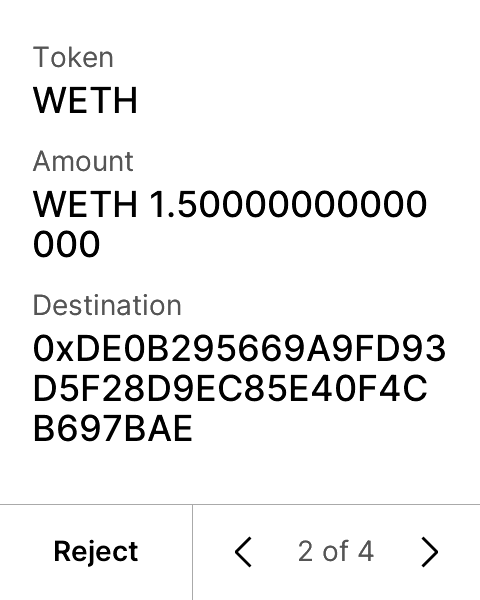 Token
WETH
Amount
WETH 1.50000000000
000
Destination
0xDE0B295669A9FD93
D5F28D9EC85E40F4C
B697BAE
Reject
2 of 4